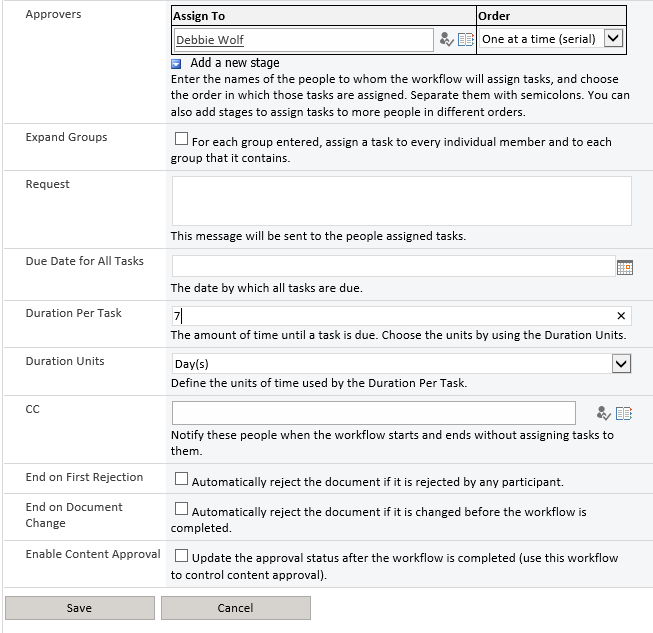 Approvers
Assign To Order
Debbie Wolf One at a time (serial)
Add a new stage
Enter the names of the people to whom the workflow will assign tasks, and choose
the order in which those tasks are assigned. Separate them with semicolons. You can
also add stages to assign tasks to more people in different orders.
Expand Groups
For each group entered, assign a task to every individual member and to each
group that it contains.
Request
This message will be sent to the people assigned tasks.
Due Date for All Tasks
The date by which all tasks are due.
Duration Per Task
7
The amount of time until a task is due. Choose the units by using the Duration Units.
Duration Units
Day(s)
Define the units of time used by the Duration Per Task.
CC
Notify these people when the workflow starts and ends without assigning tasks to
them.
End on First Rejection
Automatically reject the document if it is rejected by any participant.
End on Document
Change
Automatically reject the document if it is changed before the workflow is
completed.
Enable Content Approval
Update the approval status after the workflow is completed (use this workflow
to control content approval).
Save Cancel